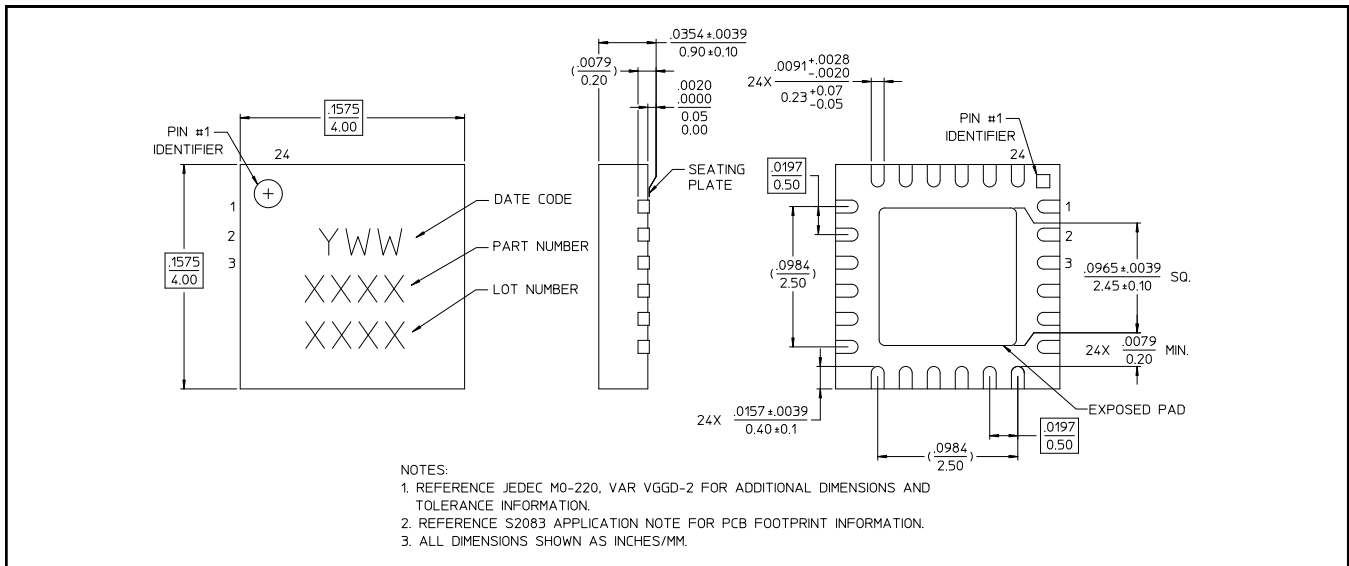 .1575
4.00
PIN #1
IDENTIFIER
24
1
2
3
.1575
4.00
YWW
XXXX
XXXX
DATE CODE
PART NUMBER
LOT NUMBER
.0354±.0039
0.90±0.10
(.0079
0.20)
.0020
.0000
0.05
0.00
SEATING
PLATE
24X .0091+.0028
-.0020
0.23+0.07
-0.05
PIN #1
IDENTIFIER
24
.0197
0.50
1
2
3
(.0984
2.50)
.0965±.0039
2.45±0.10 SQ.
24X .0079
0.20 MIN.
24X .0157±.0039
0.40±0.1
EXPOSED PAD
.0197
0.50
(.0984
2.50)
NOTES:
1. REFERENCE JEDEC MO-220, VAR VGGD-2 FOR ADDITIONAL DIMENSIONS AND
TOLERANCE INFORMATION.
2. REFERENCE S2083 APPLICATION NOTE FOR PCB FOOTPRINT INFORMATION.
3. ALL DIMENSIONS SHOWN AS INCHES/MM.